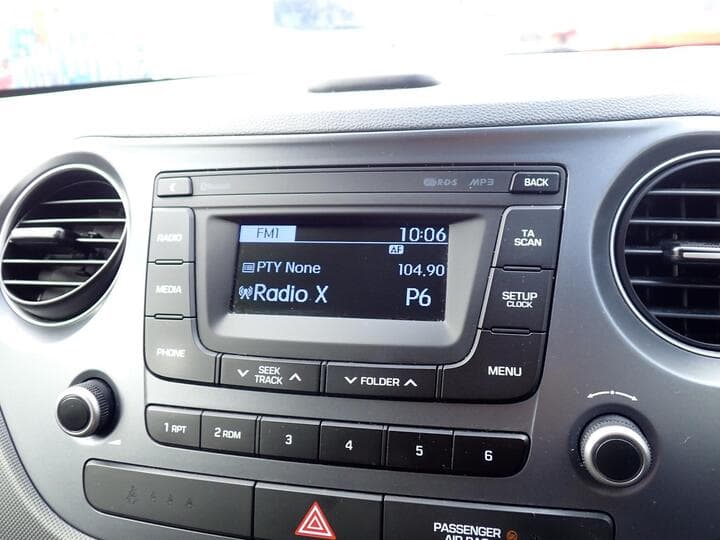 R·D·S MP3 BACK
RADIO
MEDIA
PHONE
FM1 10:06
AF
PTY None 104.90
Radio X P6
TA
SCAN
SETUP
CLOCK
MENU
SEEK
TRACK
FOLDER
1 RPT 2 RDM 3 4 5 6
PASSENGER
AIR BAG